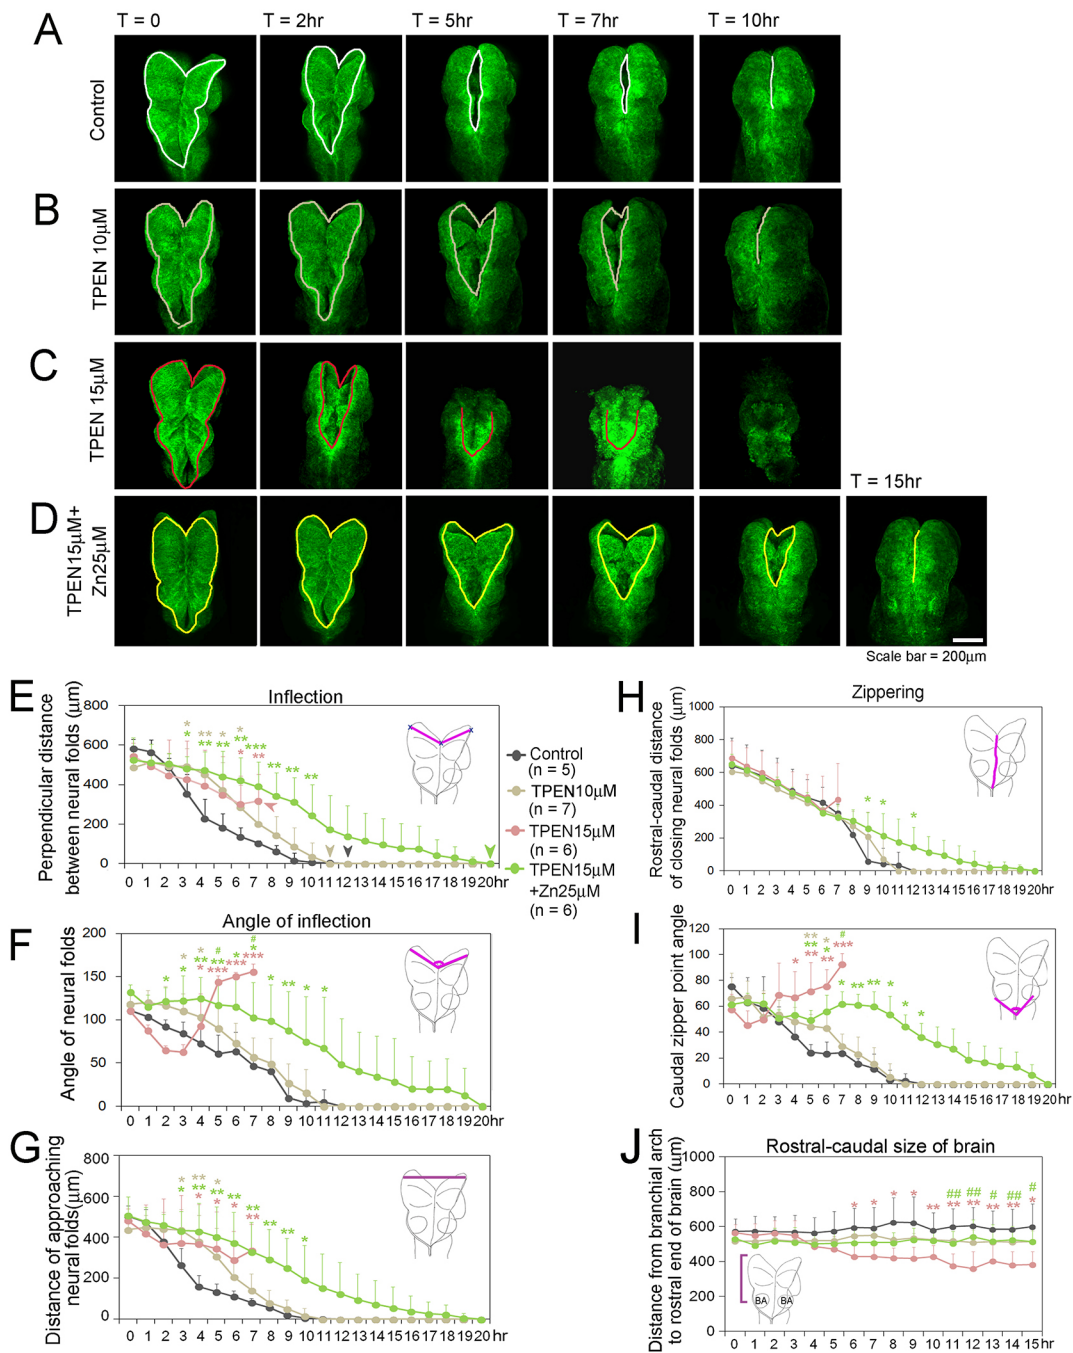 A
T = 0
T = 2hr
T = 5hr
T = 7hr
T = 10hr
Control
B
TPEN 10μM
C
TPEN 15μM
T = 15hr
D
TPEN15μM+
Zn25μM
Scale bar = 200μm
E
Inflection
Perpendicular distance
between neural folds (μm)
800
600
400
200
0
* ** * * ***
* ** ** ** *** ** ** **
* **
0 1 2 3 4 5 6 7 8 9 10 11 12 13 14 15 16 17 18 19 20hr
Control
(n = 5)
TPEN10μM
(n = 7)
TPEN15μM
(n = 6)
TPEN15μM
+Zn25μM
(n = 6)
H
Zippering
Rostral-caudal distance
of closing neural folds (μm)
1000
800
600
400
200
0
* * *
0 1 2 3 4 5 6 7 8 9 10 11 12 13 14 15 16 17 18 19 20hr
F
Angle of inflection
Angle of neural folds
200
150
100
50
0
* * # #
* * ** * * * * ** * *
* *** *** ***
0 1 2 3 4 5 6 7 8 9 10 11 12 13 14 15 16 17 18 19 20hr
I
Caudal zipper point angle
120
100
80
60
40
20
0
** * #
** * ***
* ** **
* ** ** * * *
0 1 2 3 4 5 6 7 8 9 10 11 12 13 14 15 16 17 18 19 20hr
G
Distance of approaching
neural folds(μm)
800
600
400
200
0
* ** *
* ** ** ** ** ** ** *
* * * **
0 1 2 3 4 5 6 7 8 9 10 11 12 13 14 15 16 17 18 19 20hr
J
Rostral-caudal size of brain
Distance from branchial arch
to rostral end of brain (μm)
1000
800
600
400
200
0
## ## # ## #
* * * * ** ** ** * ** *
BA BA
0 1 2 3 4 5 6 7 8 9 10 11 12 13 14 15 hr